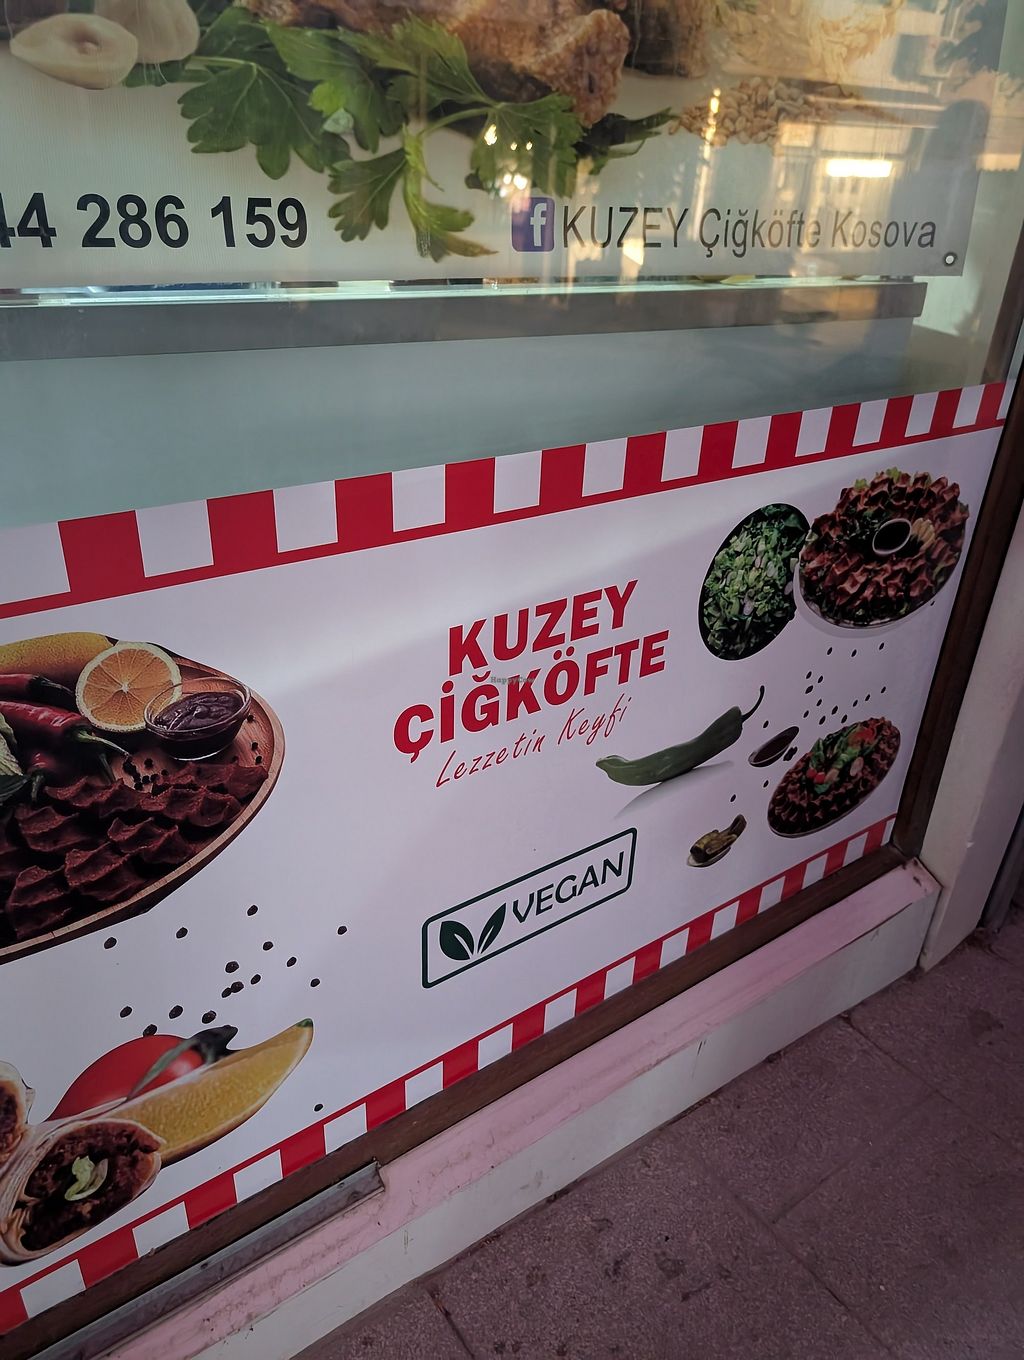 44 286 159
KUZEY Çiğköfte Kosova
KUZEY
ÇİĞKÖFTE
Lezzetin Keyfi
VEGAN